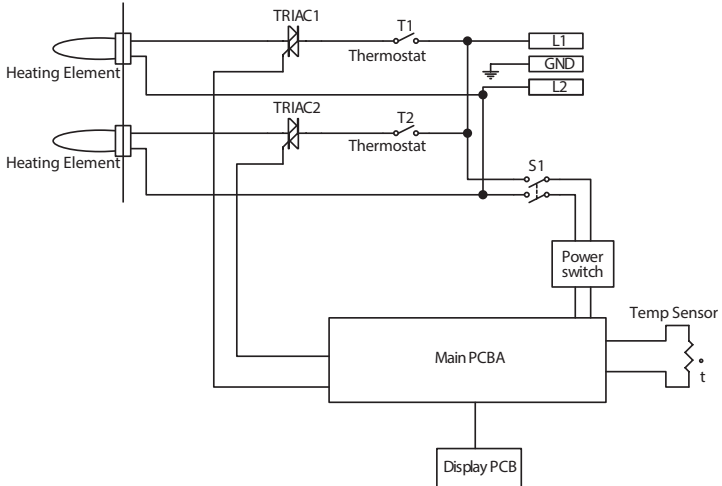 TRIAC1
T1
L1
Thermostat
GND
Heating Element
L2
TRIAC2
T2
Thermostat
Heating Element
S1
Power
switch
Temp Sensor
Main PCBA
t
Display PCB